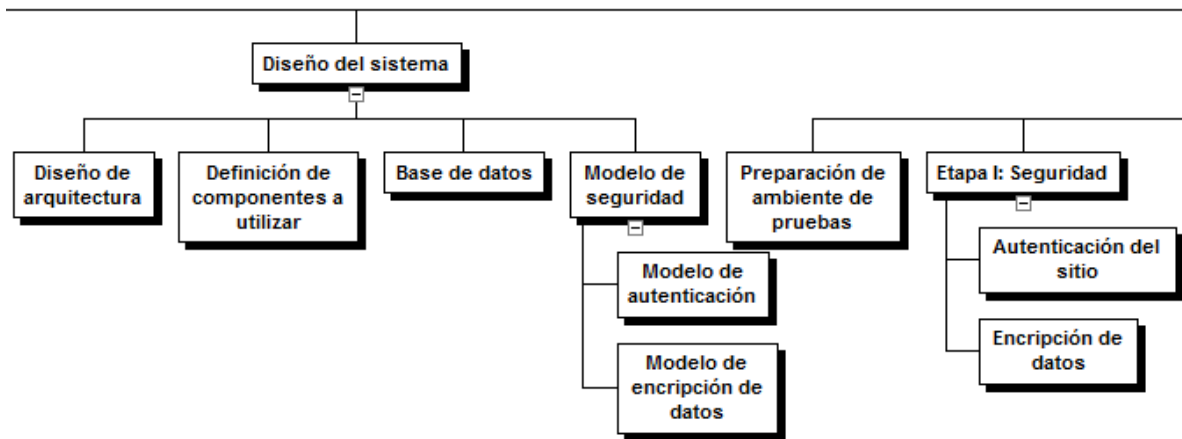 Diseño del sistema
Diseño de
arquitectura
Definición de
componentes a
utilizar
Base de datos
Modelo de
seguridad
Modelo de
autenticación
Modelo de
encripción de
datos
Preparación de
ambiente de
pruebas
Etapa I: Seguridad
Autenticación del
sitio
Encripción de
datos